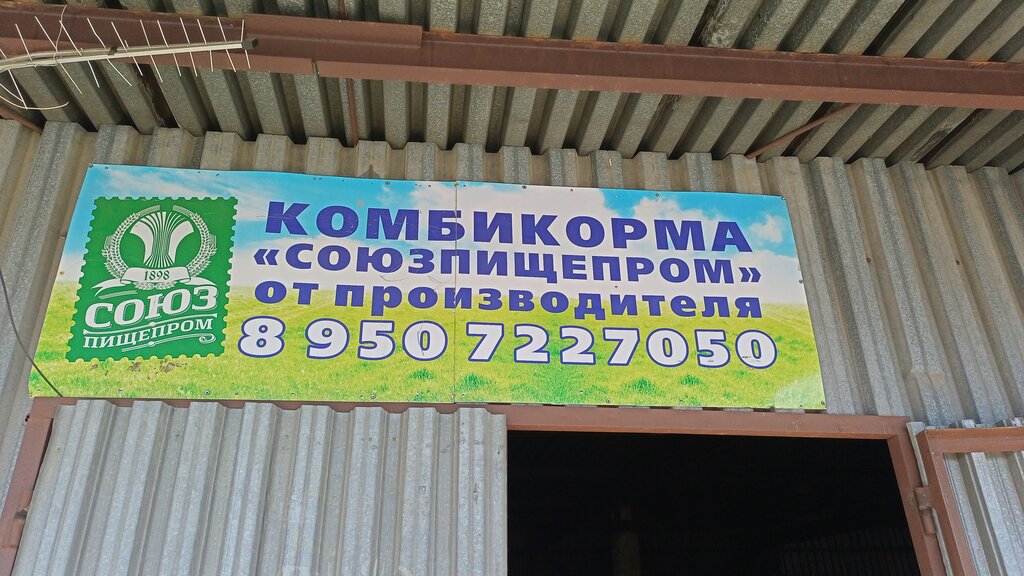 1898
СОЮЗ
ПИЩЕПРОМ
КОМБИКОРМА
«СОЮЗПИЩЕПРОМ»
от производителя
8 950 7227050